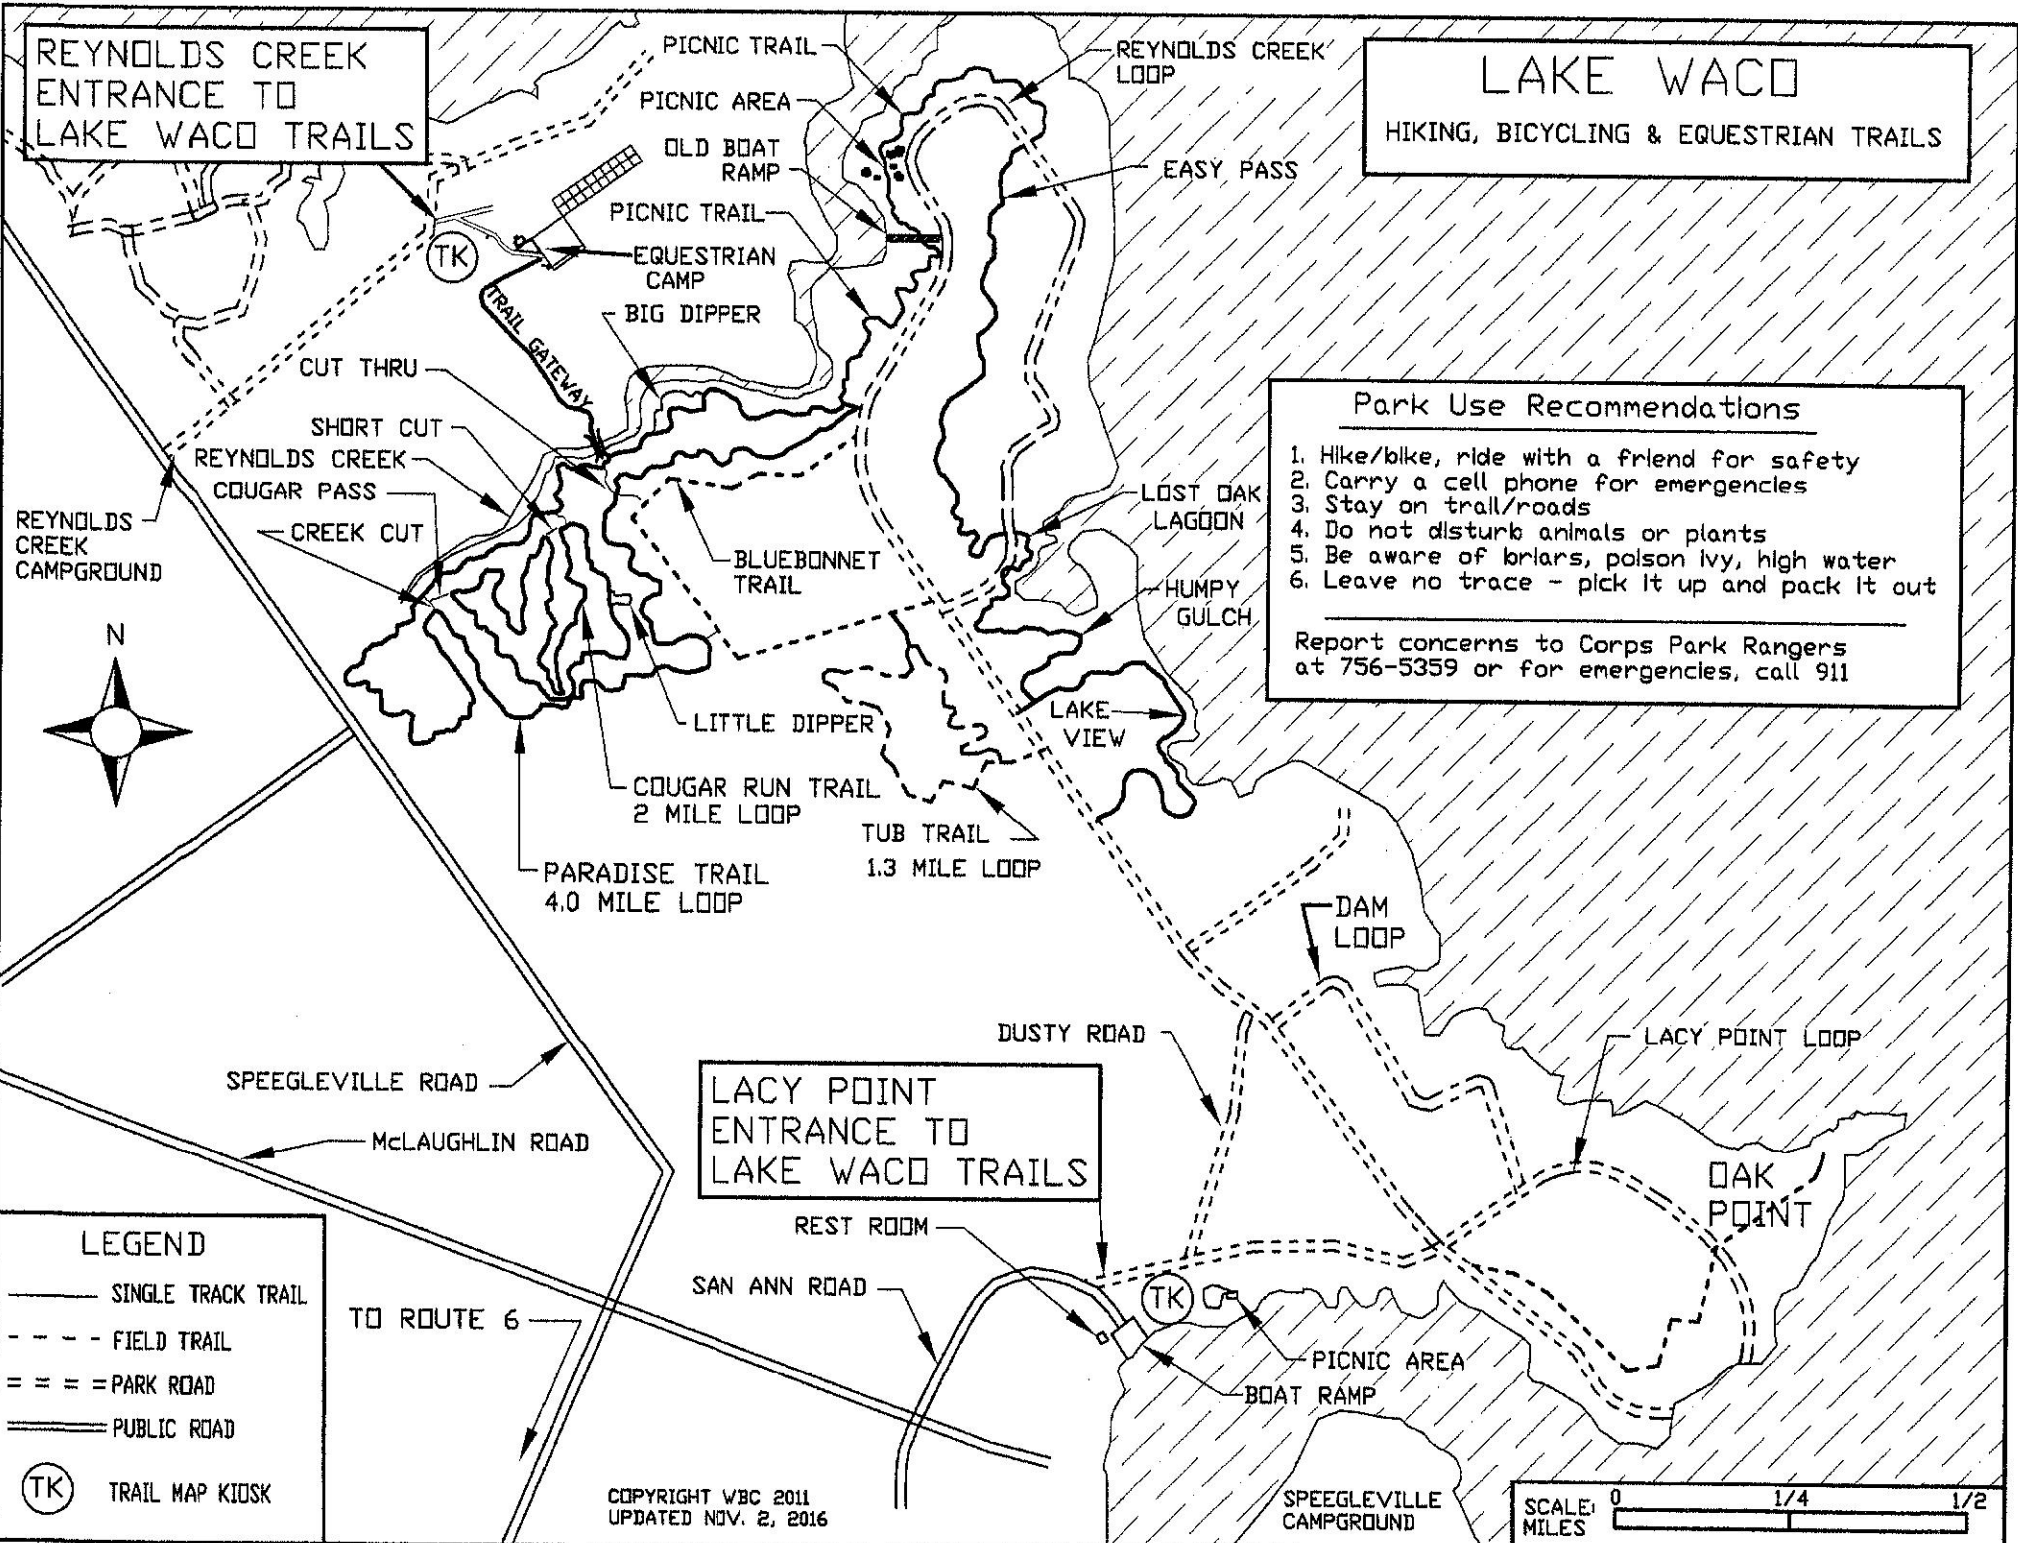 REYNOLDS CREEK
ENTRANCE TO
LAKE WACO TRAILS
PICNIC TRAIL
REYNOLDS CREEK
LOOP
PICNIC AREA
OLD BOAT
RAMP
EASY PASS
PICNIC TRAIL
LAKE WACO
HIKING, BICYCLING & EQUESTRIAN TRAILS
TK
EQUESTRIAN
CAMP
TRAIL GATEWAY
BIG DIPPER
CUT THRU
SHORT CUT
REYNOLDS CREEK
COUGAR PASS
CREEK CUT
REYNOLDS
CREEK
CAMPGROUND
BLUEBONNET
TRAIL
LOST OAK
LAGOON
HUMPY
GULCH
Park Use Recommendations
1. Hike/bike, ride with a friend for safety
2. Carry a cell phone for emergencies
3. Stay on trail/roads
4. Do not disturb animals or plants
5. Be aware of briars, poison ivy, high water
6. Leave no trace - pick it up and pack it out
Report concerns to Corps Park Rangers
at 756-5359 or for emergencies, call 911
N
LITTLE DIPPER
LAKE
VIEW
COUGAR RUN TRAIL
2 MILE LOOP
TUB TRAIL
1.3 MILE LOOP
PARADISE TRAIL
4.0 MILE LOOP
DAM
LOOP
DUSTY ROAD
LACY POINT LOOP
SPEEGLEVILLE ROAD
McLAUGHLIN ROAD
LACY POINT
ENTRANCE TO
LAKE WACO TRAILS
OAK
POINT
REST ROOM
SAN ANN ROAD
TK
PICNIC AREA
BOAT RAMP
TO ROUTE 6
LEGEND
SINGLE TRACK TRAIL
FIELD TRAIL
PARK ROAD
PUBLIC ROAD
TK TRAIL MAP KIOSK
COPYRIGHT WBC 2011
UPDATED NOV. 2, 2016
SPEEGLEVILLE
CAMPGROUND
SCALE:
MILES
0 1/4 1/2